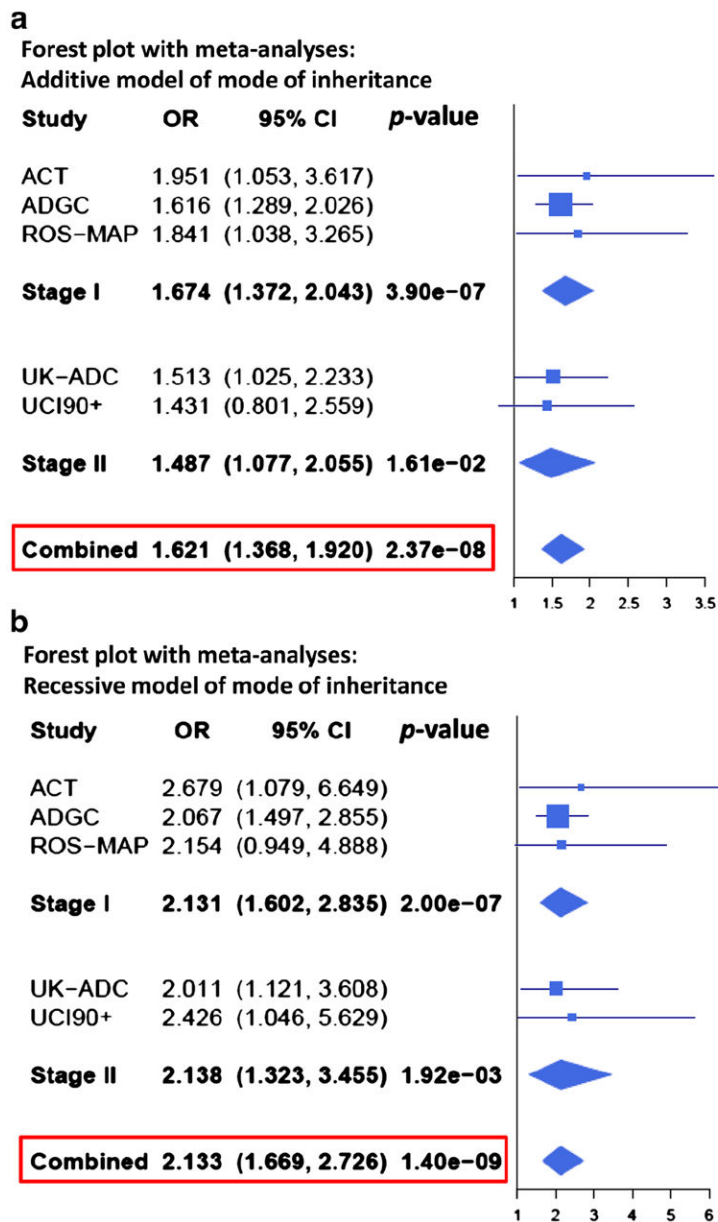 a
Forest plot with meta-analyses:
Additive model of mode of inheritance
Study OR 95% CI p-value
ACT 1.951 (1.053, 3.617)
ADGC 1.616 (1.289, 2.026)
ROS−MAP 1.841 (1.038, 3.265)
Stage I 1.674 (1.372, 2.043) 3.90e−07
UK−ADC 1.513 (1.025, 2.233)
UCI90+ 1.431 (0.801, 2.559)
Stage II 1.487 (1.077, 2.055) 1.61e−02
Combined 1.621 (1.368, 1.920) 2.37e−08
1 1.5 2 2.5 3 3.5
b
Forest plot with meta-analyses:
Recessive model of mode of inheritance
Study OR 95% CI p-value
ACT 2.679 (1.079, 6.649)
ADGC 2.067 (1.497, 2.855)
ROS−MAP 2.154 (0.949, 4.888)
Stage I 2.131 (1.602, 2.835) 2.00e−07
UK−ADC 2.011 (1.121, 3.608)
UCI90+ 2.426 (1.046, 5.629)
Stage II 2.138 (1.323, 3.455) 1.92e−03
Combined 2.133 (1.669, 2.726) 1.40e−09
1 2 3 4 5 6